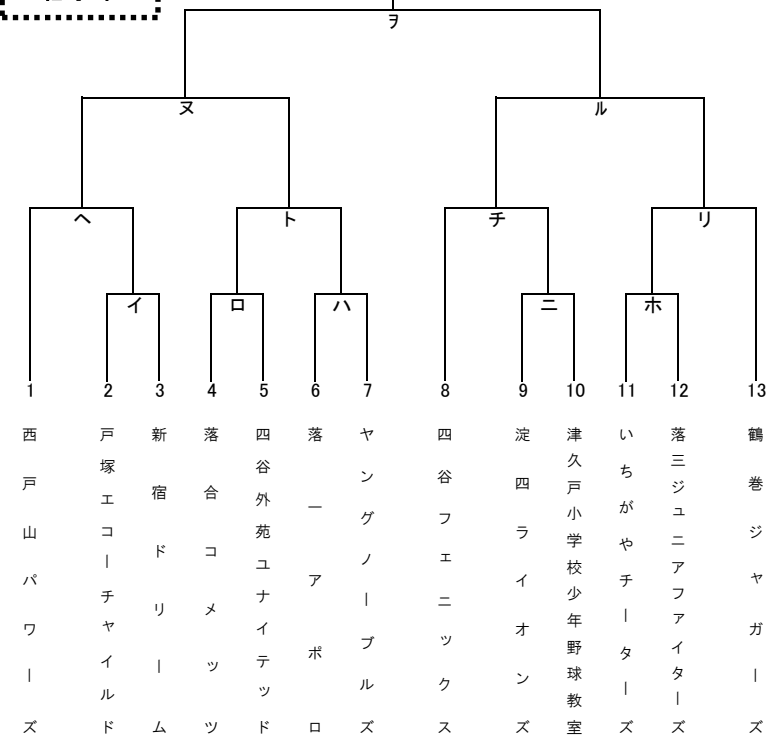 ヲ
ヌ
ル
ヘ
ト
チ
リ
イ
ロ
ハ
ニ
ホ
1
2
3
4
5
6
7
8
9
10
11
12
13
西戸山パワーズ
戸塚エコーチャイルド
新宿ドリーム
落合コメッツ
四谷外苑ユナイテッド
落一アポロ
ヤングノーブルズ
四谷フェニックス
淀四ライオンズ
津久戸小学校少年野球教室
いちがやチーターズ
落三ジュニアファイターズ
鶴巻ジャガーズ